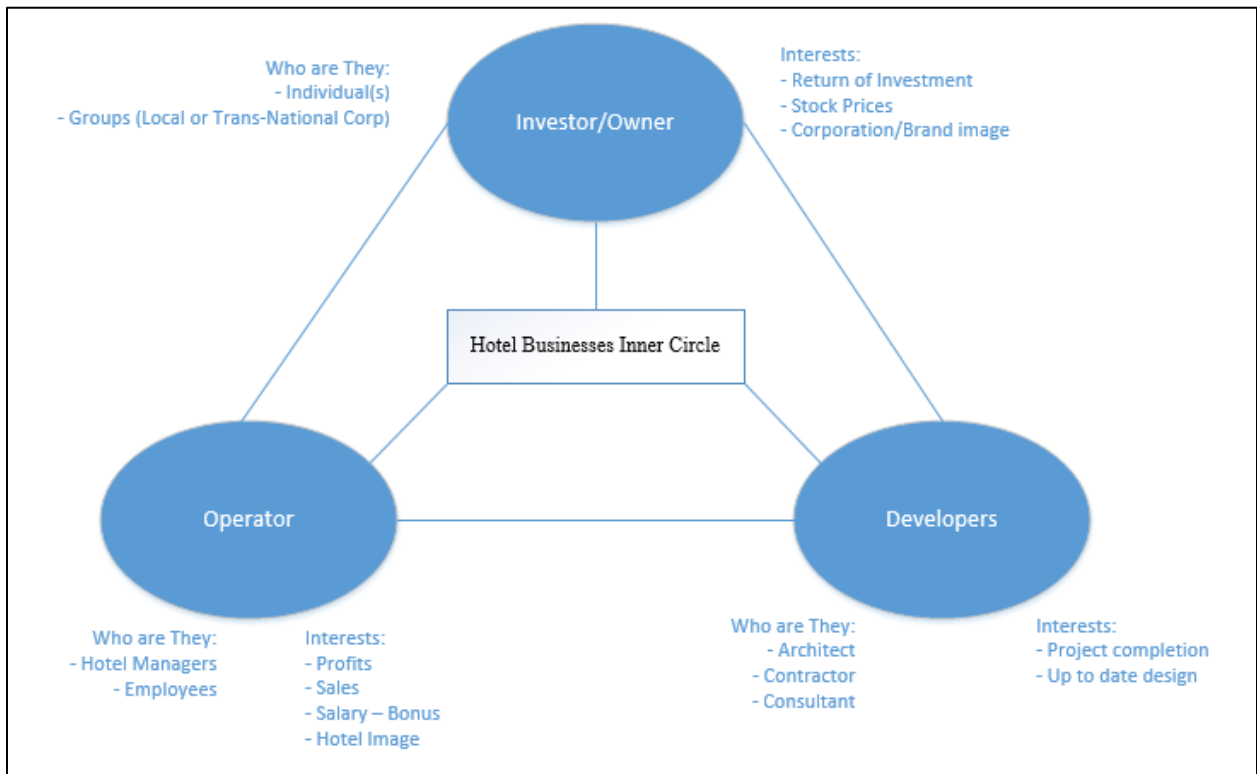 Who are They:
- Individual(s)
- Groups (Local or Trans-National Corp)
Investor/Owner
Interests:
- Return of Investment
- Stock Prices
- Corporation/Brand image
Hotel Businesses Inner Circle
Operator
Developers
Who are They:
- Hotel Managers
- Employees
Interests:
- Profits
- Sales
- Salary – Bonus
- Hotel Image
Who are They:
- Architect
- Contractor
- Consultant
Interests:
- Project completion
- Up to date design